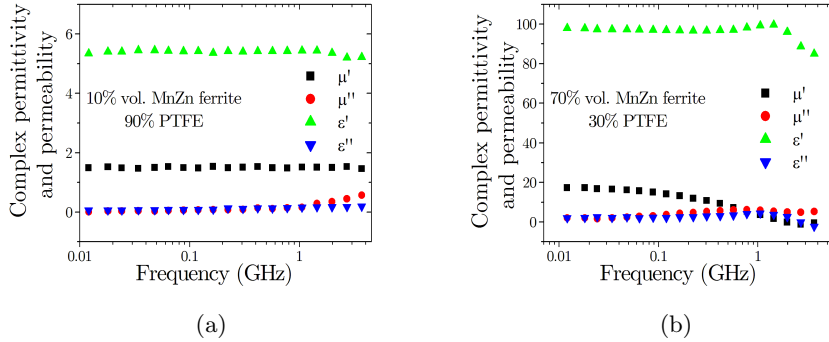 Complex permittivity
and permeability
6
4
2
0
10% vol. MnZn ferrite
90% PTFE
μ'
μ''
ε'
ε''
0.01
0.1
1
Frequency (GHz)
(a)
Complex permittivity
and permeability
100
80
60
40
20
0
70% vol. MnZn ferrite
30% PTFE
μ'
μ''
ε'
ε''
0.01
0.1
1
Frequency (GHz)
(b)